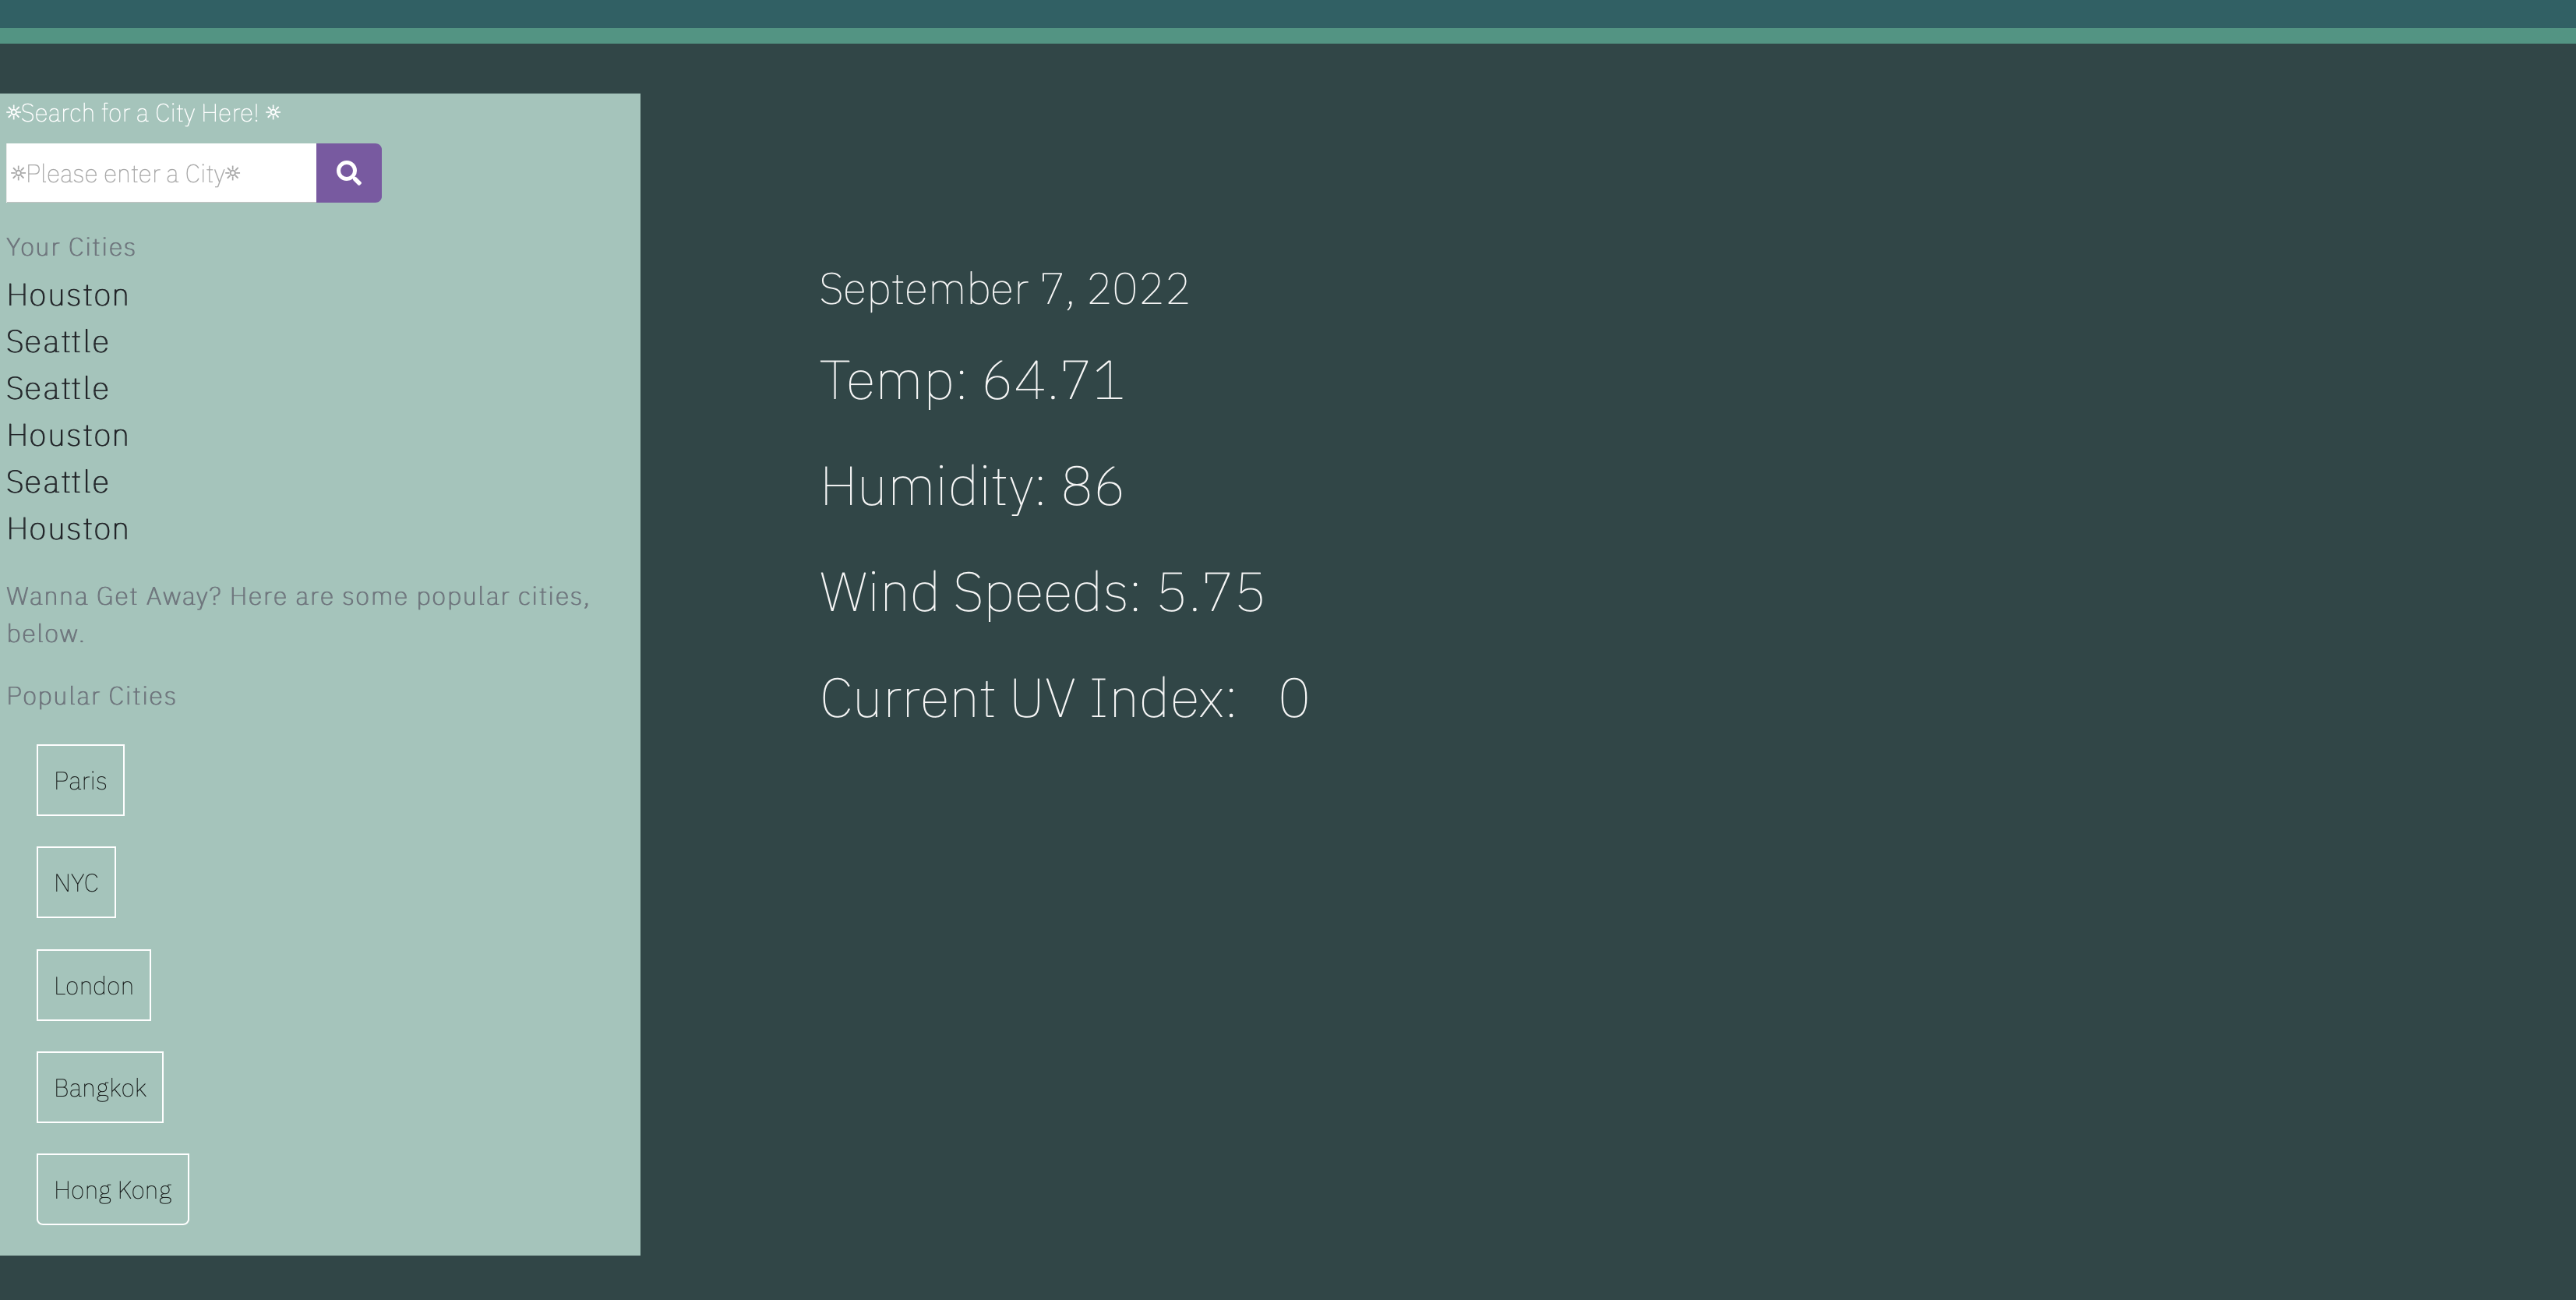 ☼Search for a City Here! ☼
☼Please enter a City☼
Your Cities
Houston
Seattle
Seattle
Houston
Seattle
Houston
Wanna Get Away? Here are some popular cities,
below.
Popular Cities
Paris
NYC
London
Bangkok
Hong Kong
September 7, 2022
Temp: 64.71
Humidity: 86
Wind Speeds: 5.75
Current UV Index: 0